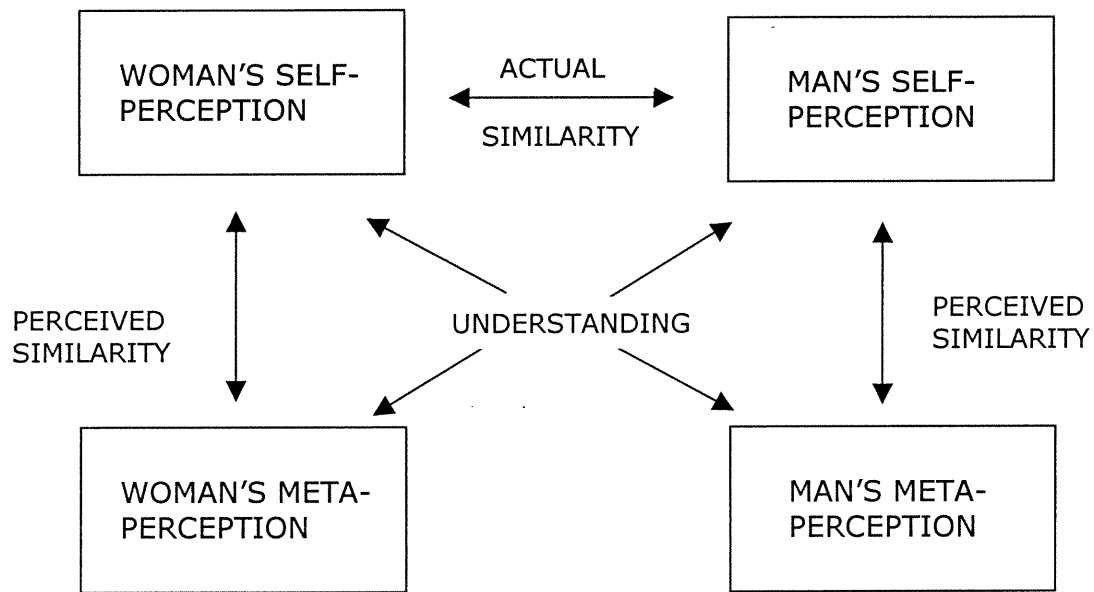 WOMAN'S SELF-
PERCEPTION
ACTUAL
SIMILARITY
MAN'S SELF-
PERCEPTION
PERCEIVED
SIMILARITY
UNDERSTANDING
PERCEIVED
SIMILARITY
WOMAN'S META-
PERCEPTION
MAN'S META-
PERCEPTION